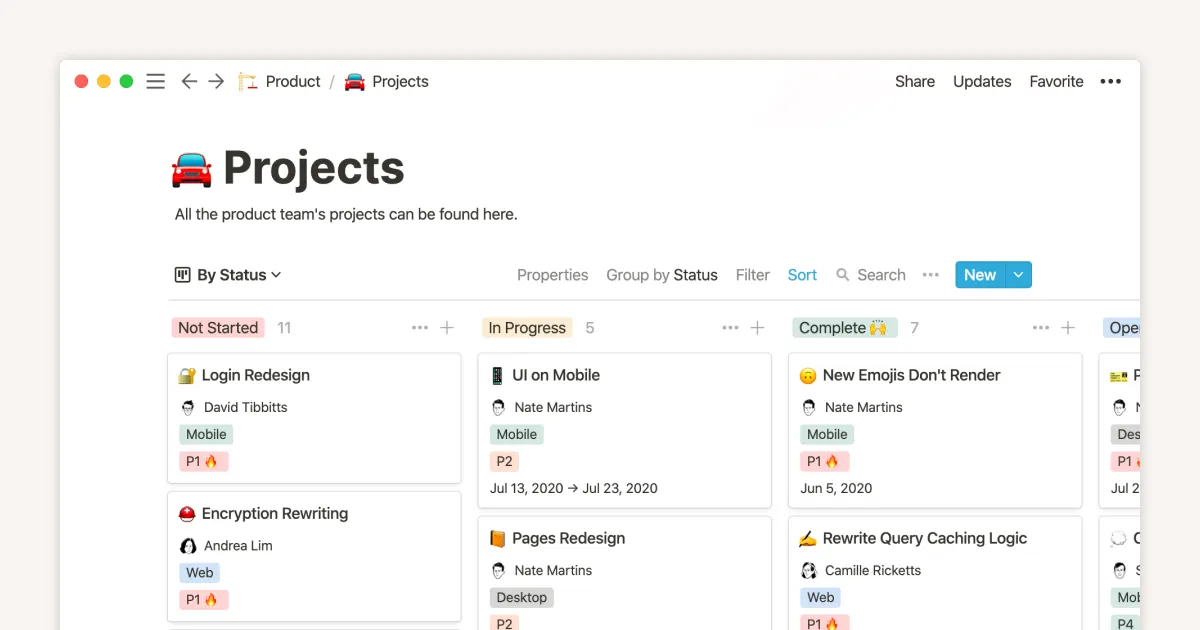 Product / Projects Share Updates Favorite •••
Projects
All the product team's projects can be found here.
By Status Properties Group by Status Filter Sort Search ••• New
Not Started 11
Login Redesign
David Tibbitts
Mobile
P1 🔥
Encryption Rewriting
Andrea Lim
Web
P1 🔥
In Progress 5
UI on Mobile
Nate Martins
Mobile
P2
Jul 13, 2020 → Jul 23, 2020
Pages Redesign
Nate Martins
Desktop
P2
Complete 🙌 7
New Emojis Don't Render
Nate Martins
Mobile
P1 🔥
Jun 5, 2020
Rewrite Query Caching Logic
Camille Ricketts
Web
P1 🔥
P1
P4